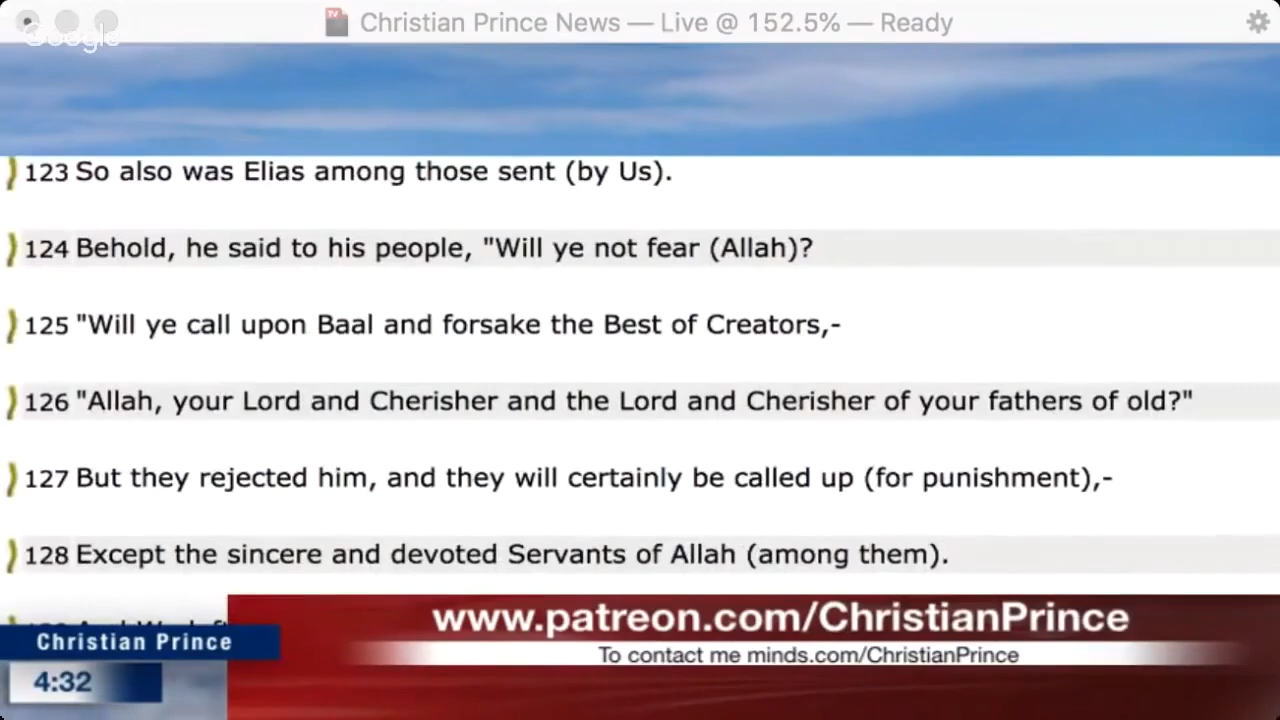 Christian Prince News — Live @ 152.5% — Ready
Google
123 So also was Elias among those sent (by Us).
124 Behold, he said to his people, "Will ye not fear (Allah)?
125 "Will ye call upon Baal and forsake the Best of Creators,-
126 "Allah, your Lord and Cherisher and the Lord and Cherisher of your fathers of old?"
127 But they rejected him, and they will certainly be called up (for punishment),-
128 Except the sincere and devoted Servants of Allah (among them).
www.patreon.com/ChristianPrince
Christian Prince
To contact me minds.com/ChristianPrince
4:32